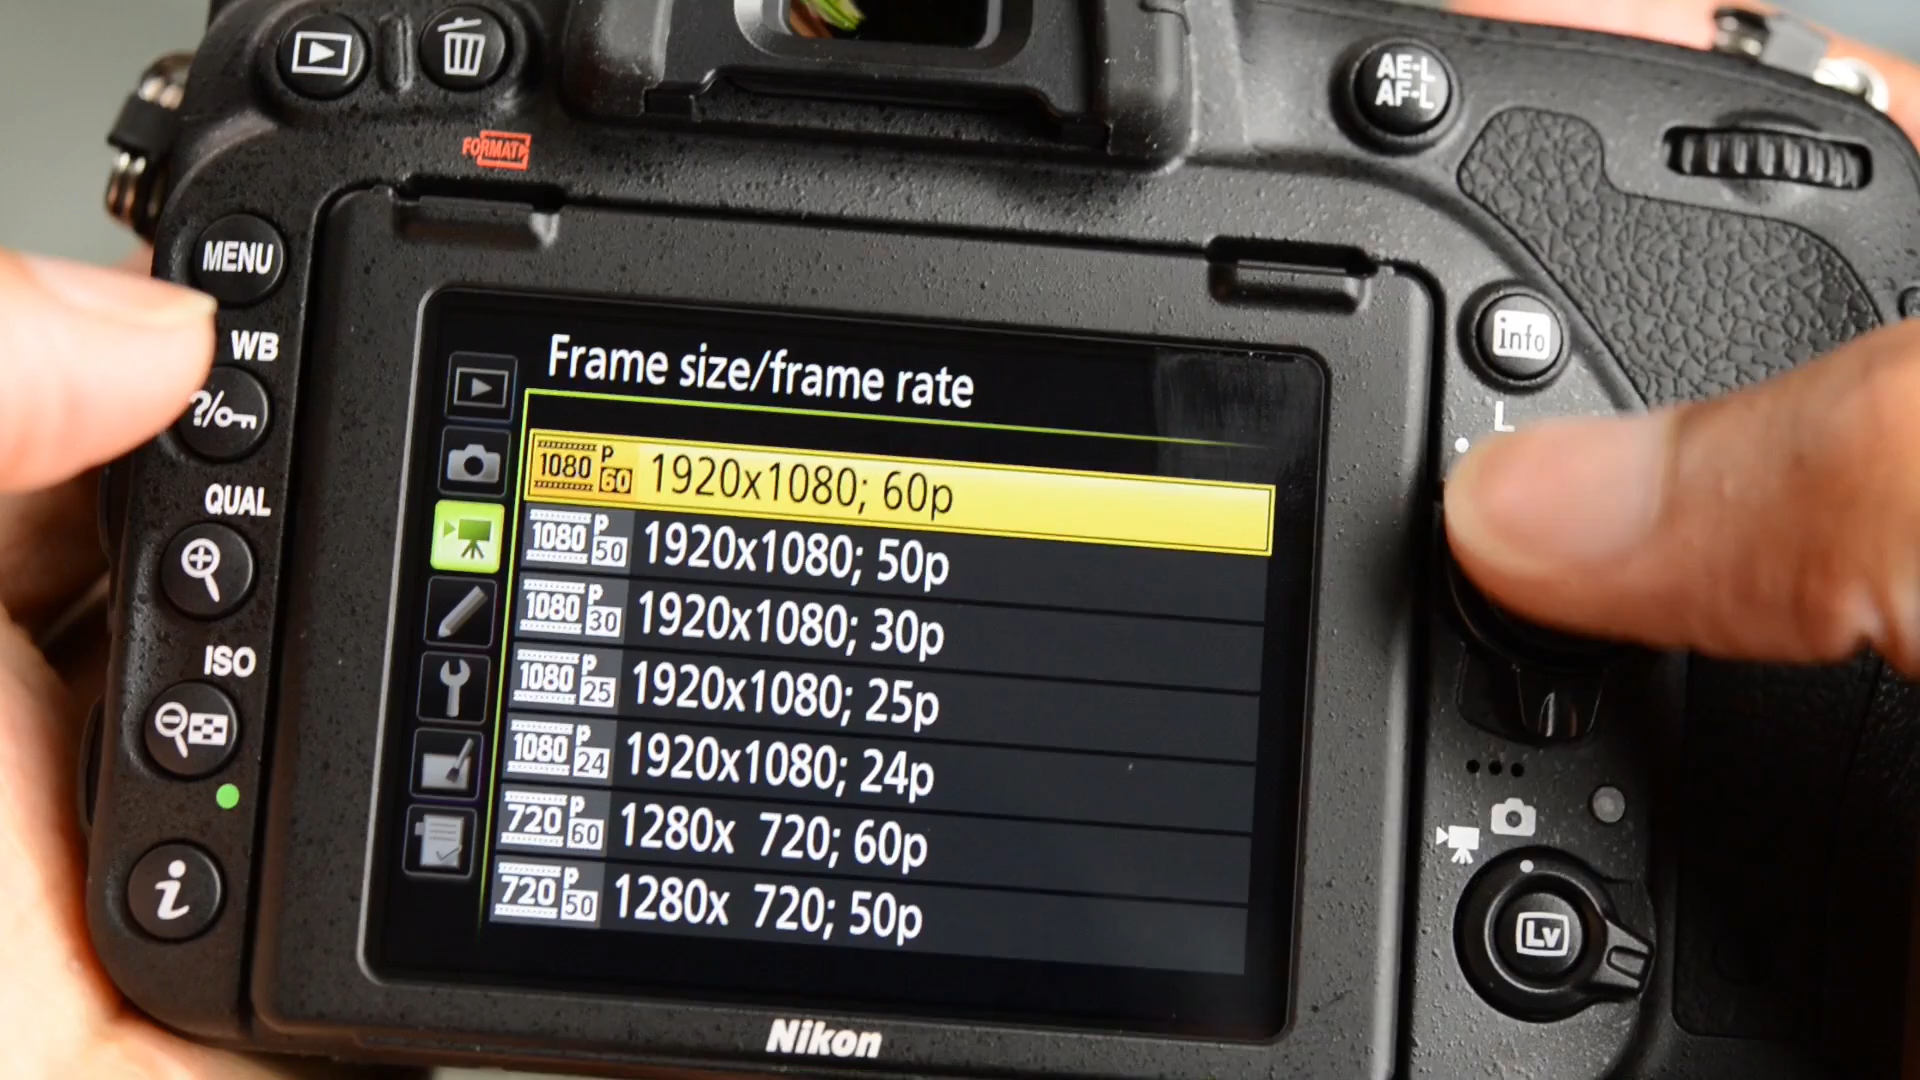 AE-L
AF-L
FORMAT
MENU
info
WB
?
L
QUAL
ISO
i
Lv
Frame size/frame rate
1080 P 60 1920x1080; 60p
1080 P 50 1920x1080; 50p
1080 P 30 1920x1080; 30p
1080 P 25 1920x1080; 25p
1080 P 24 1920x1080; 24p
720 P 60 1280x 720; 60p
720 P 50 1280x 720; 50p
Nikon